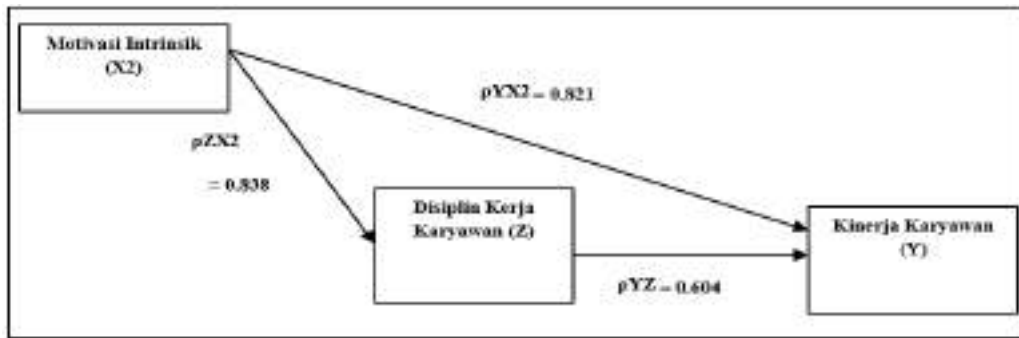 Motivasi Intrinsik
(X2)
ρYX2 = 0.821
ρZX2
= 0.838
Disiplin Kerja
Karyawan (Z)
Kinerja Karyawan
(Y)
ρYZ = 0.604